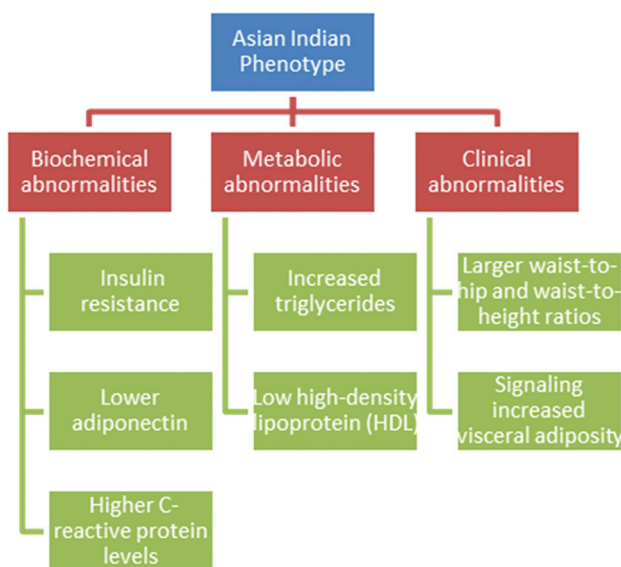 Asian Indian
Phenotype
Biochemical
abnormalities
Insulin
resistance
Lower
adiponectin
Higher C-
reactive protein
levels
Metabolic
abnormalities
Increased
triglycerides
Low high-density
lipoprotein (HDL)
Clinical
abnormalities
Larger waist-to-
hip and waist-to-
height ratios
Signaling
increased
visceral adiposity